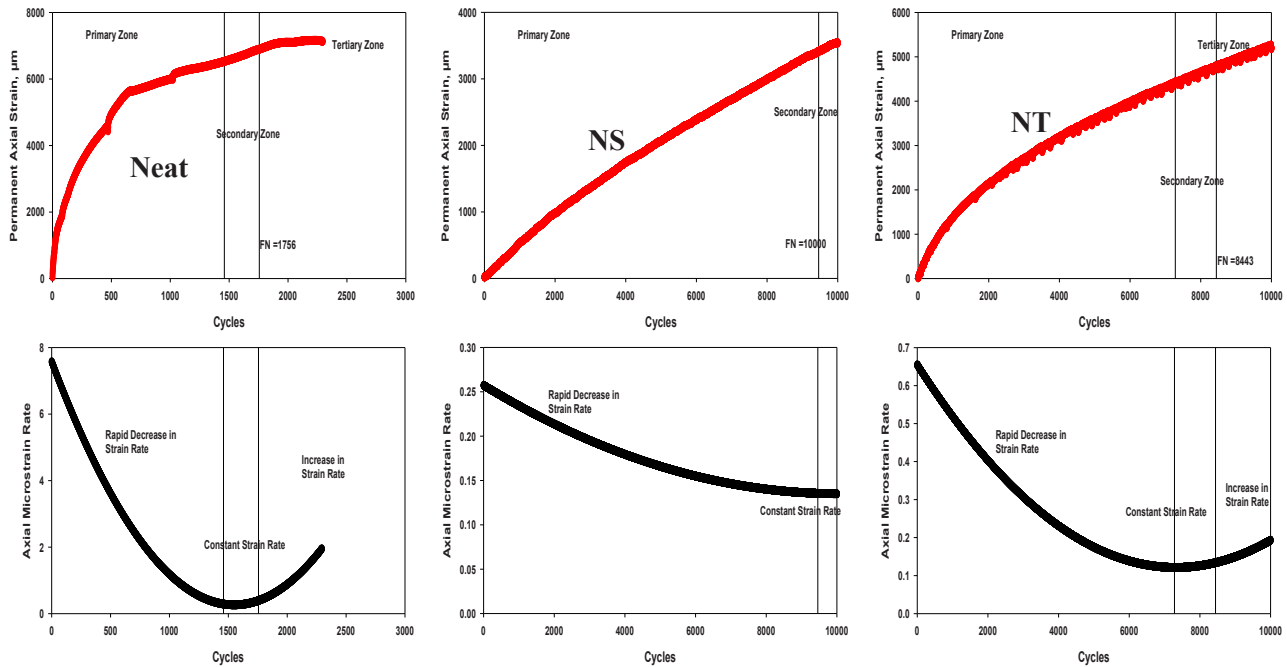 8000
6000
4000
2000
0
Permanent Axial Strain, µm
Primary Zone
Tertiary Zone
Secondary Zone
Neat
FN =1756
0 500 1000 1500 2000 2500 3000
Cycles
4000
3000
2000
1000
0
Permanent Axial Strain, µm
Primary Zone
Secondary Zone
NS
FN =10000
0 2000 4000 6000 8000 10000
Cycles
6000
5000
4000
3000
2000
1000
0
Permanent Axial Strain, µm
Primary Zone
Tertiary Zone
NT
Secondary Zone
FN =8443
0 2000 4000 6000 8000 10000
Cycles
8
6
4
2
0
Axial Microstrain Rate
Rapid Decrease in
Strain Rate
Increase in
Strain Rate
Constant Strain Rate
0 500 1000 1500 2000 2500 3000
Cycles
0.30
0.25
0.20
0.15
0.10
0.05
0.00
Axial Microstrain Rate
Rapid Decrease in
Strain Rate
Constant Strain Rate
0 2000 4000 6000 8000 10000
Cycles
0.7
0.6
0.5
0.4
0.3
0.2
0.1
0.0
Axial Microstrain Rate
Rapid Decrease in
Strain Rate
Increase in
Strain Rate
Constant Strain Rate
0 2000 4000 6000 8000 10000
Cycles